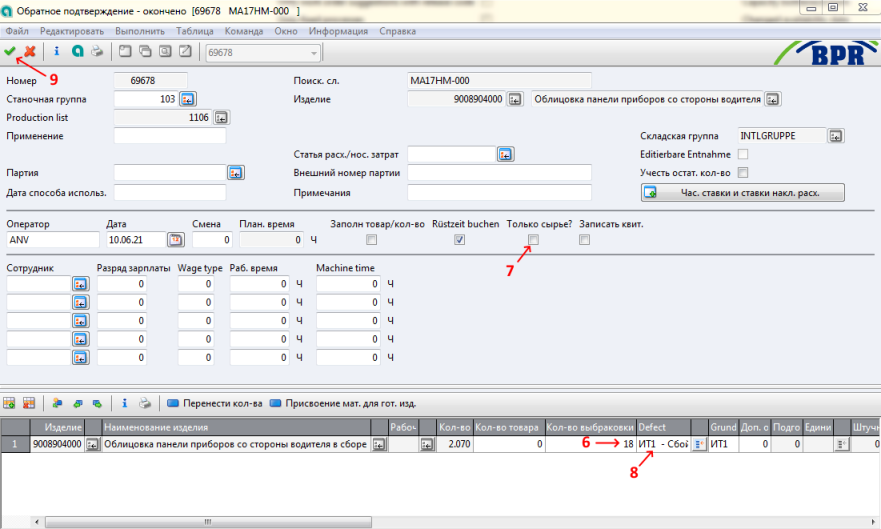 Обратное подтверждение - окончено [69678 MA17HM-000 ]
Файл Редактировать Выполнить Таблица Команда Окно Информация Справка
69678
BPR
9
Номер 69678 Поиск. сл. MA17HM-000
Станочная группа 103 Изделие 9008904000 Облицовка панели приборов со стороны водителя
Production list 1106
Применение Складская группа INTLGRUPPE
Статья расх./нос. затрат Editierbare Entnahme
Партия Внешний номер партии Учесть остат. кол-во
Дата способа использ. Примечания Час. ставки и ставки накл. расх.
Оператор Дата Смена План. время Заполн товар/кол-во Rüstzeit buchen Только сырье? Записать квит.
ANV 10.06.21 0 0 Ч
7
Сотрудник Разряд зарплаты Wage type Раб. время Machine time
0 0 0 Ч 0 Ч
0 0 0 Ч 0 Ч
0 0 0 Ч 0 Ч
0 0 0 Ч 0 Ч
0 0 0 Ч 0 Ч
Перенести кол-ва Присвоение мат. для гот. изд.
Изделие Наименование изделия Рабоч Кол-во Кол-во товара Кол-во выбраковки Defect Grund Доп. о Подго Едини Штучн
1 9008904000 Облицовка панели приборов со стороны водителя в сборе 2.070 0 6 18 ИТ1 - Сбой ИТ1 0 0 0
8